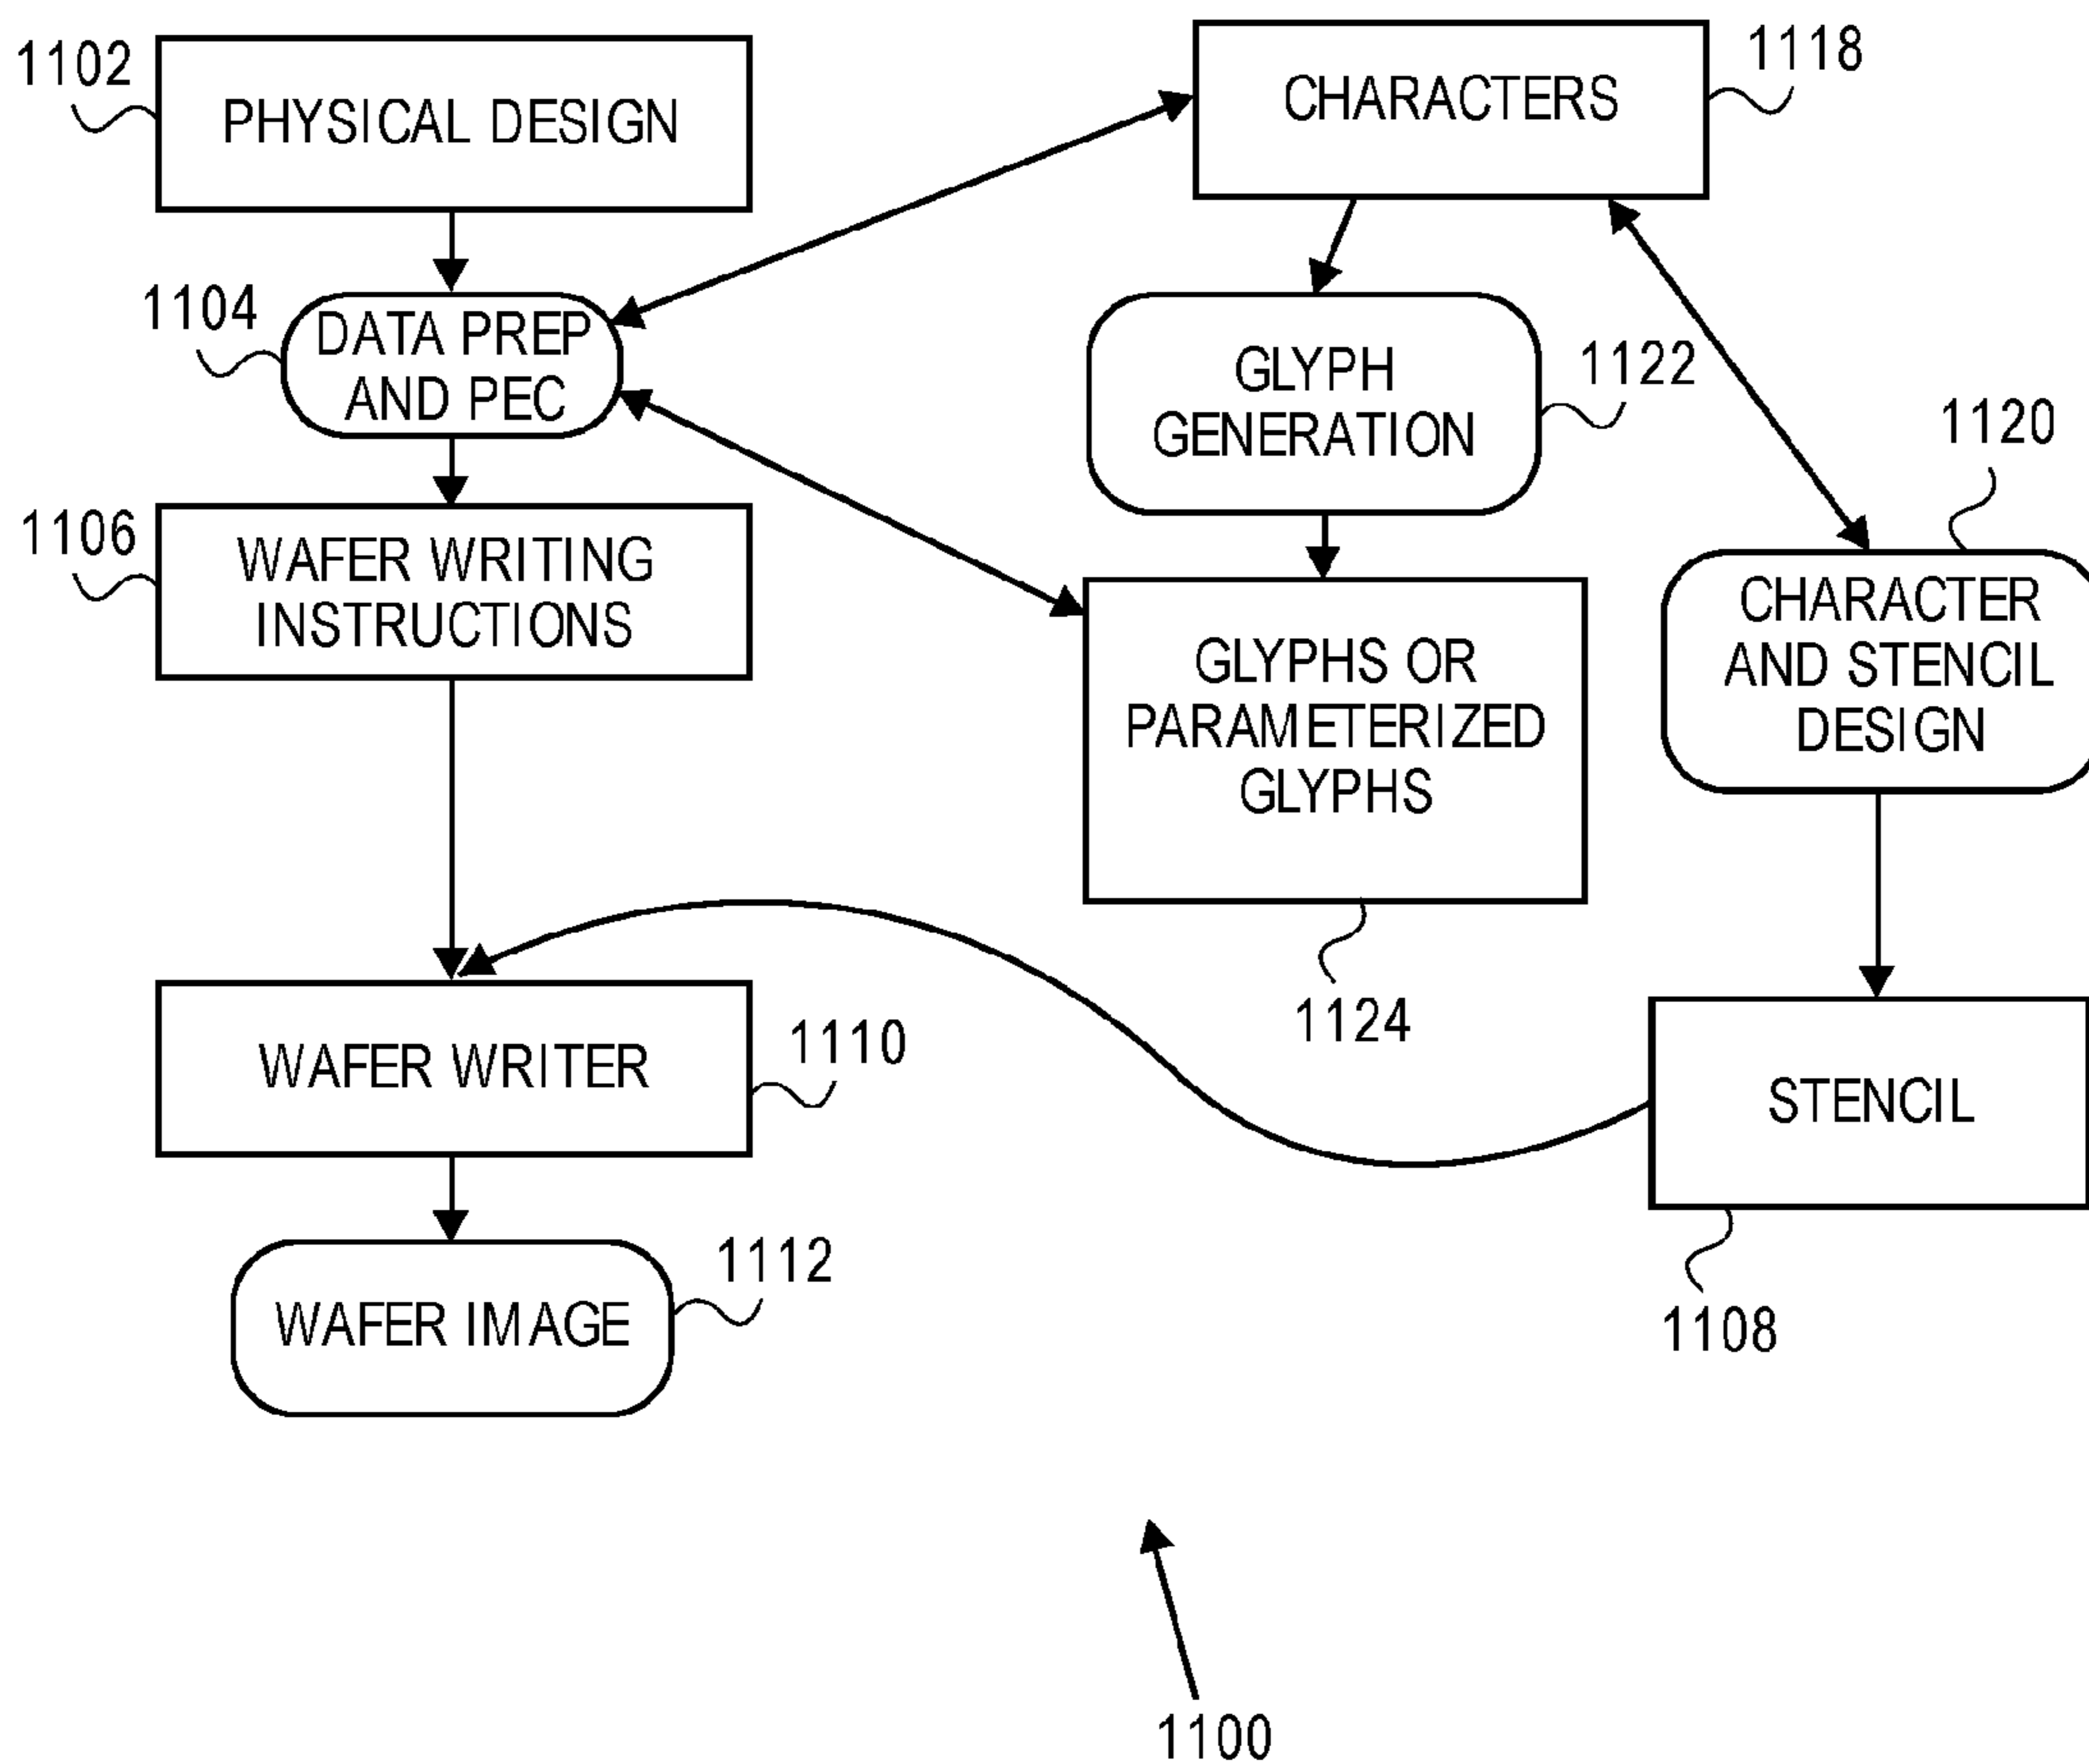 1102
PHYSICAL DESIGN
CHARACTERS
1118
1104
DATA PREP
AND PEC
GLYPH
GENERATION
1122
1120
1106
WAFER WRITING
INSTRUCTIONS
GLYPHS OR
PARAMETERIZED
GLYPHS
CHARACTER
AND STENCIL
DESIGN
1124
WAFER WRITER
1110
STENCIL
1108
WAFER IMAGE
1112
1100